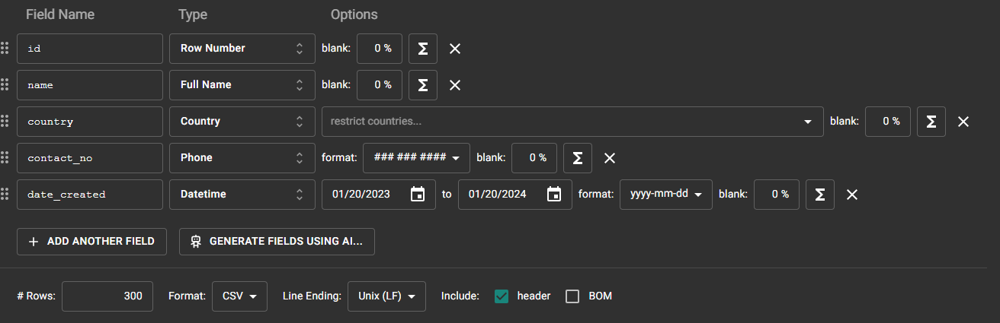 Field Name Type Options
id Row Number blank: 0 % Σ
name Full Name blank: 0 % Σ
country Country restrict countries... blank: 0 % Σ
contact_no Phone format: ### ### #### blank: 0 % Σ
date_created Datetime 01/20/2023 to 01/20/2024 format: yyyy-mm-dd blank: 0 % Σ
+ ADD ANOTHER FIELD GENERATE FIELDS USING AI...
# Rows: 300 Format: CSV Line Ending: Unix (LF) Include: header BOM